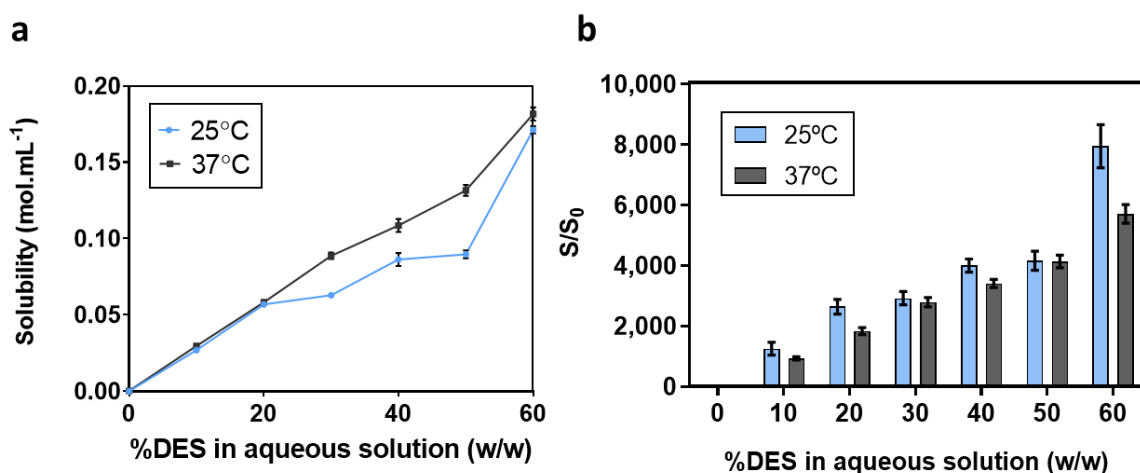 a
0.20
0.15
0.10
0.05
0.00
Solubility (mol.mL⁻¹)
25°C
37°C
0 20 40 60
%DES in aqueous solution (w/w)
b
10,000
8,000
6,000
4,000
2,000
0
S/S₀
25ºC
37ºC
0 10 20 30 40 50 60
%DES in aqueous solution (w/w)